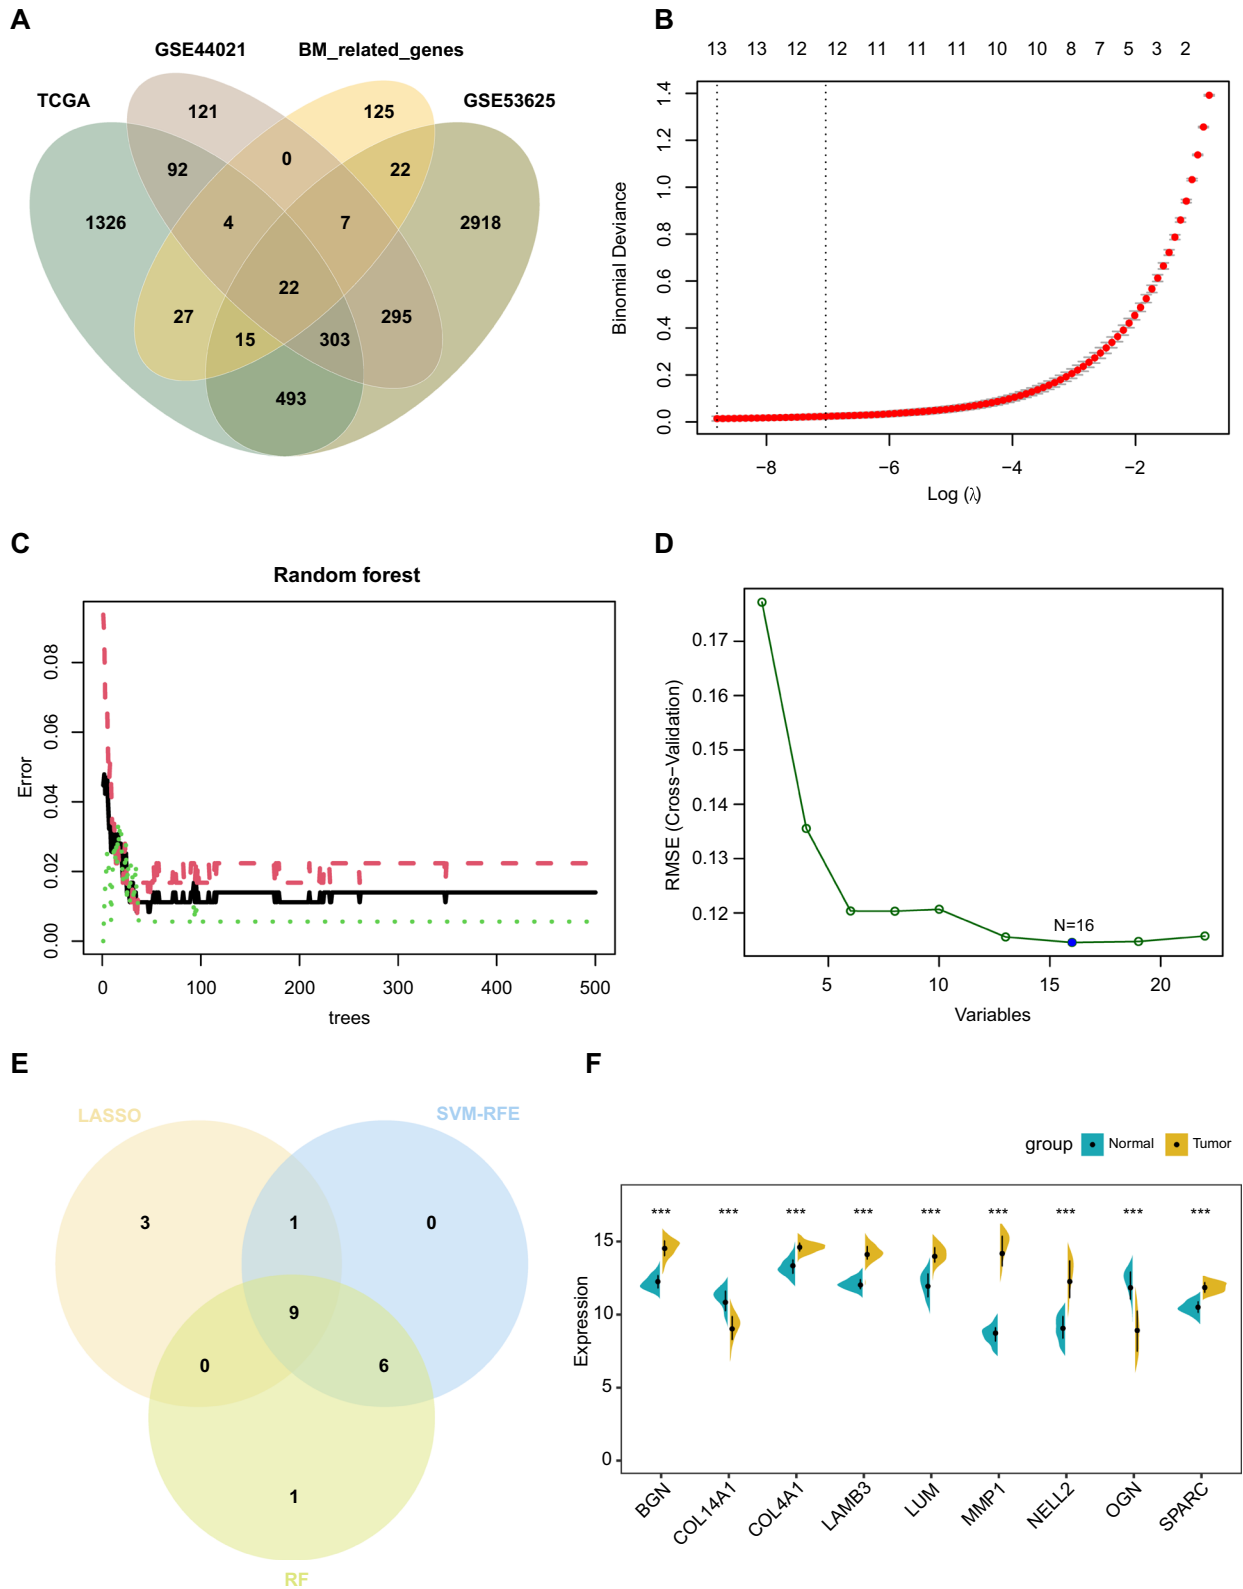 A
GSE44021 BM_related_genes
TCGA GSE53625
121 125
92 0 22
1326 4 7 2918
22
27 15 303 295
493
B
13 13 12 12 11 11 11 10 10 8 7 5 3 2
Binomial Deviance
1.4
1.2
1.0
0.8
0.6
0.4
0.2
0.0
−8 −6 −4 −2
Log (λ)
C
Random forest
Error
0.08
0.06
0.04
0.02
0.00
0 100 200 300 400 500
trees
D
RMSE (Cross−Validation)
0.17
0.16
0.15
0.14
0.13
0.12
N=16
5 10 15 20
Variables
E
LASSO SVM-RFE
3 1 0
9
0 6
1
RF
F
group Normal Tumor
*** *** *** *** *** *** *** *** ***
Expression
15
10
5
0
BGN COL14A1 COL4A1 LAMB3 LUM MMP1 NELL2 OGN SPARC